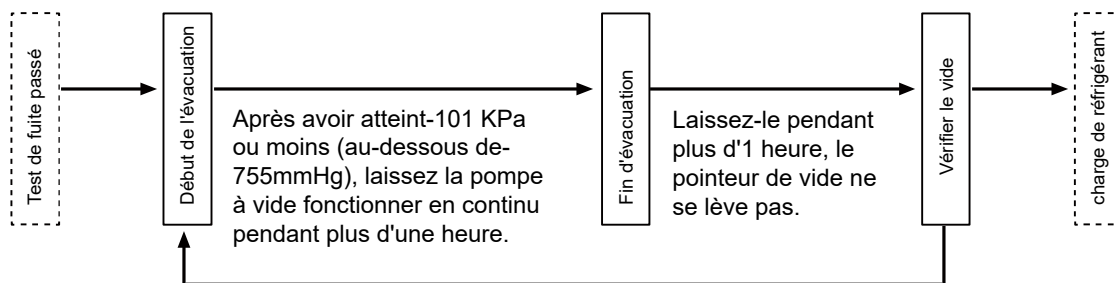 Test de fuite passé
Début de l'évacuation
Après avoir atteint-101 KPa
ou moins (au-dessous de-
755mmHg), laissez la pompe
à vide fonctionner en continu
pendant plus d'une heure.
Fin d'évacuation
Laissez-le pendant
plus d'1 heure, le
pointeur de vide ne
se lève pas.
Vérifier le vide
charge de réfrigérant